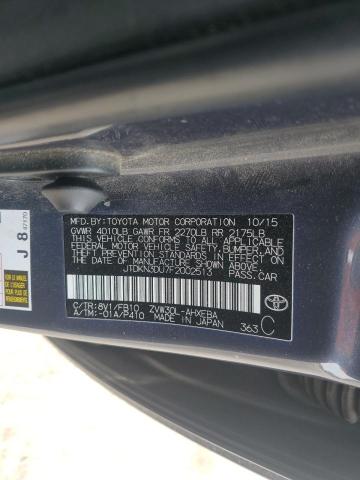 J 8
47170
MFD.BY:TOYOTA MOTOR CORPORATION 10/15
GVWR 4010LB GAWR FR 2270LB RR 2175LB
THIS VEHICLE CONFORMS TO ALL APPLICABLE
FEDERAL MOTOR VEHICLE SAFETY, BUMPER, AND
THEFT PREVENTION STANDARDS IN EFFECT ON
THE DATE OF MANUFACTURE SHOWN ABOVE.
JTDKN3DU7F2002513 PASS.CAR
C/TR:8V1/FB10 ZVW30L-AHXEBA
A/TM:-01A/P410 MADE IN JAPAN 363 C